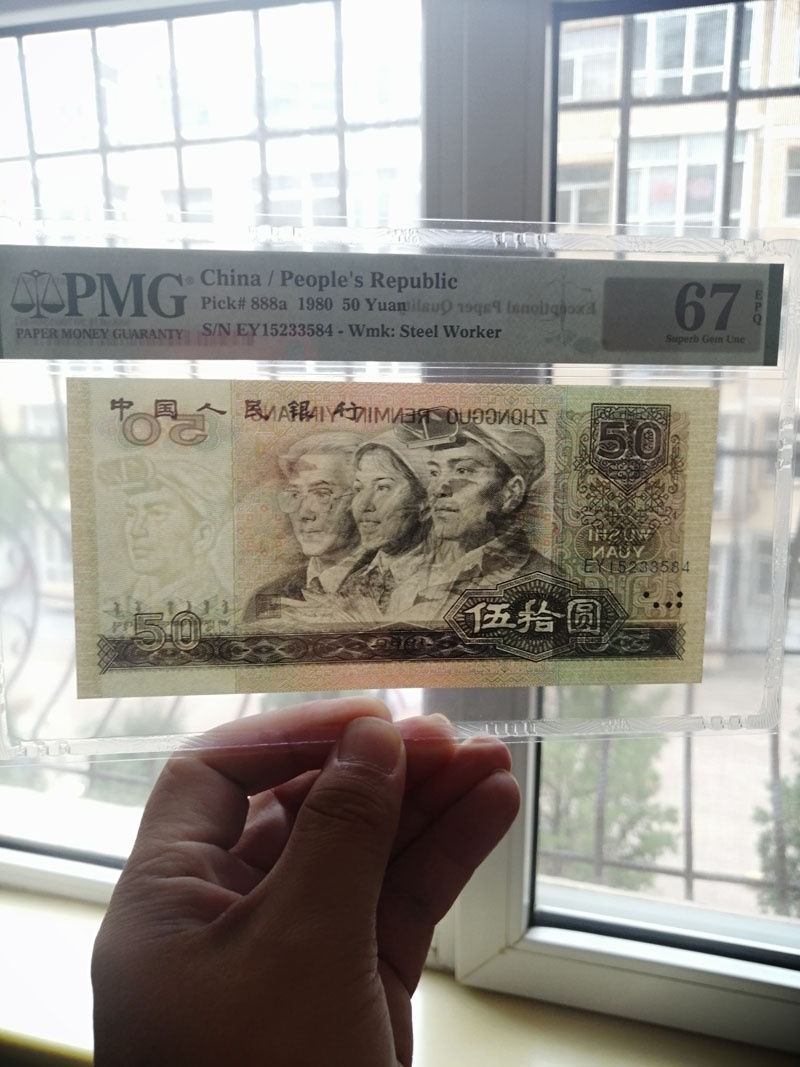 PMG
PAPER MONEY GUARANTY
China / People's Republic
Pick# 888a 1980 50 Yuan
S/N EY15233584 - Wmk: Steel Worker
Exceptional Paper Quality
67
EPQ
Superb Gem Unc
中国人民银行
ZHONGGUO RENMIN YINHANG
50
50
WUSHI
YUAN
EY15233584
50
伍拾圆
1980